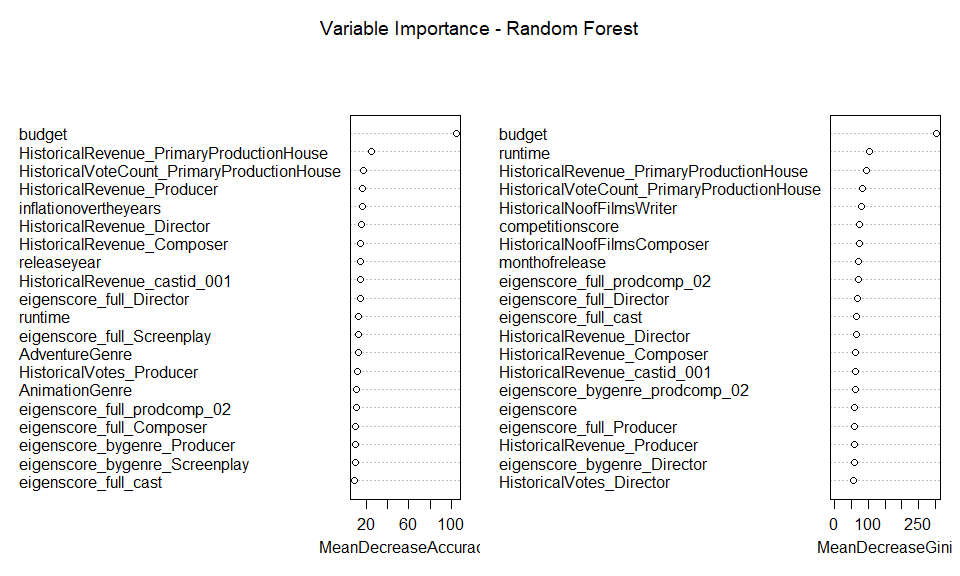 Variable Importance - Random Forest
budget
HistoricalRevenue_PrimaryProductionHouse
HistoricalVoteCount_PrimaryProductionHouse
HistoricalRevenue_Producer
inflationovertheyears
HistoricalRevenue_Director
HistoricalRevenue_Composer
releaseyear
HistoricalRevenue_castid_001
eigenscore_full_Director
runtime
eigenscore_full_Screenplay
AdventureGenre
HistoricalVotes_Producer
AnimationGenre
eigenscore_full_prodcomp_02
eigenscore_full_Composer
eigenscore_bygenre_Producer
eigenscore_bygenre_Screenplay
eigenscore_full_cast
20 60 100
MeanDecreaseAccurac
budget
runtime
HistoricalRevenue_PrimaryProductionHouse
HistoricalVoteCount_PrimaryProductionHouse
HistoricalNoofFilmsWriter
competitionscore
HistoricalNoofFilmsComposer
monthofrelease
eigenscore_full_prodcomp_02
eigenscore_full_Director
eigenscore_full_cast
HistoricalRevenue_Director
HistoricalRevenue_Composer
HistoricalRevenue_castid_001
eigenscore_bygenre_prodcomp_02
eigenscore
eigenscore_full_Producer
HistoricalRevenue_Producer
eigenscore_bygenre_Director
HistoricalVotes_Director
0 100 250
MeanDecreaseGini